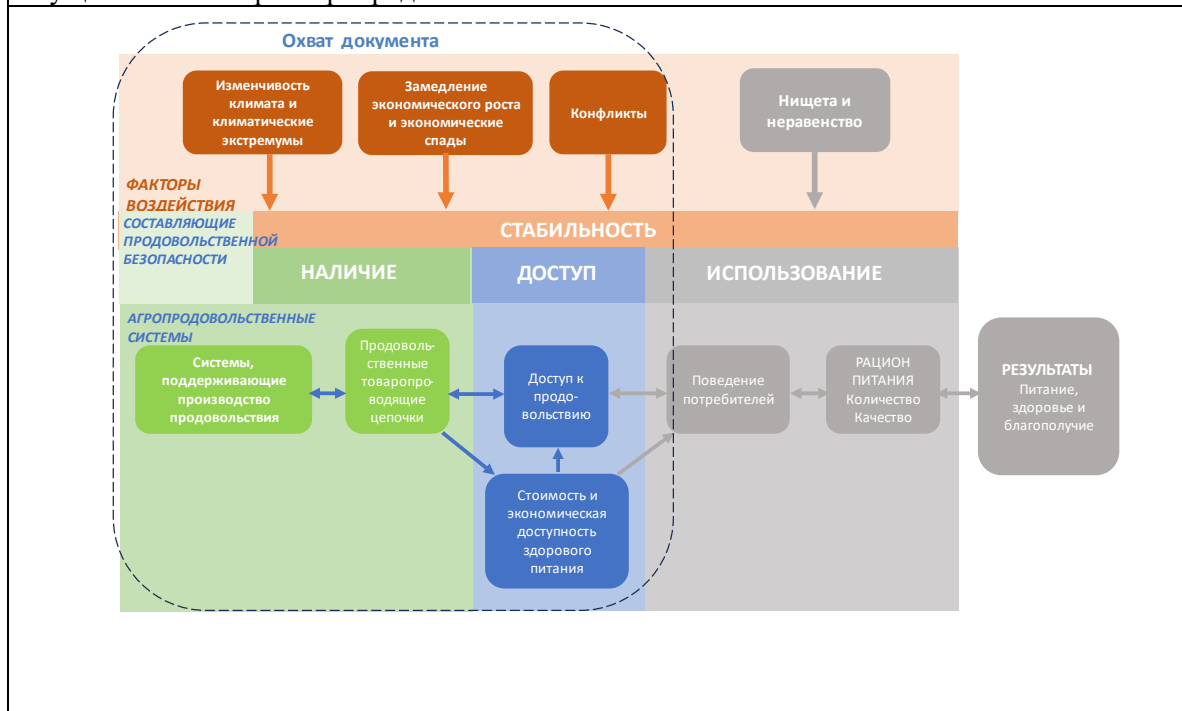 Охват документа
Изменчивость
климата и
климатические
экстремумы
Замедление
экономического роста
и экономические
спады
Конфликты
Нищета и
неравенство
ФАКТОРЫ
ВОЗДЕЙСТВИЯ
СОСТАВЛЯЮЩИЕ
ПРОДОВОЛЬСТВЕННОЙ
БЕЗОПАСНОСТИ
СТАБИЛЬНОСТЬ
НАЛИЧИЕ
ДОСТУП
ИСПОЛЬЗОВАНИЕ
АГРОПРОДОВОЛЬСТВЕННЫЕ
СИСТЕМЫ
Системы,
поддерживающие
производство
продовольствия
Продоволь-
ственные
товаропро-
водящие
цепочки
Доступ к
продо-
вольствию
Поведение
потребителей
РАЦИОН
ПИТАНИЯ
Количество
Качество
РЕЗУЛЬТАТЫ
Питание,
здоровье и
благополучие
Стоимость и
экономическая
доступность
здорового
питания